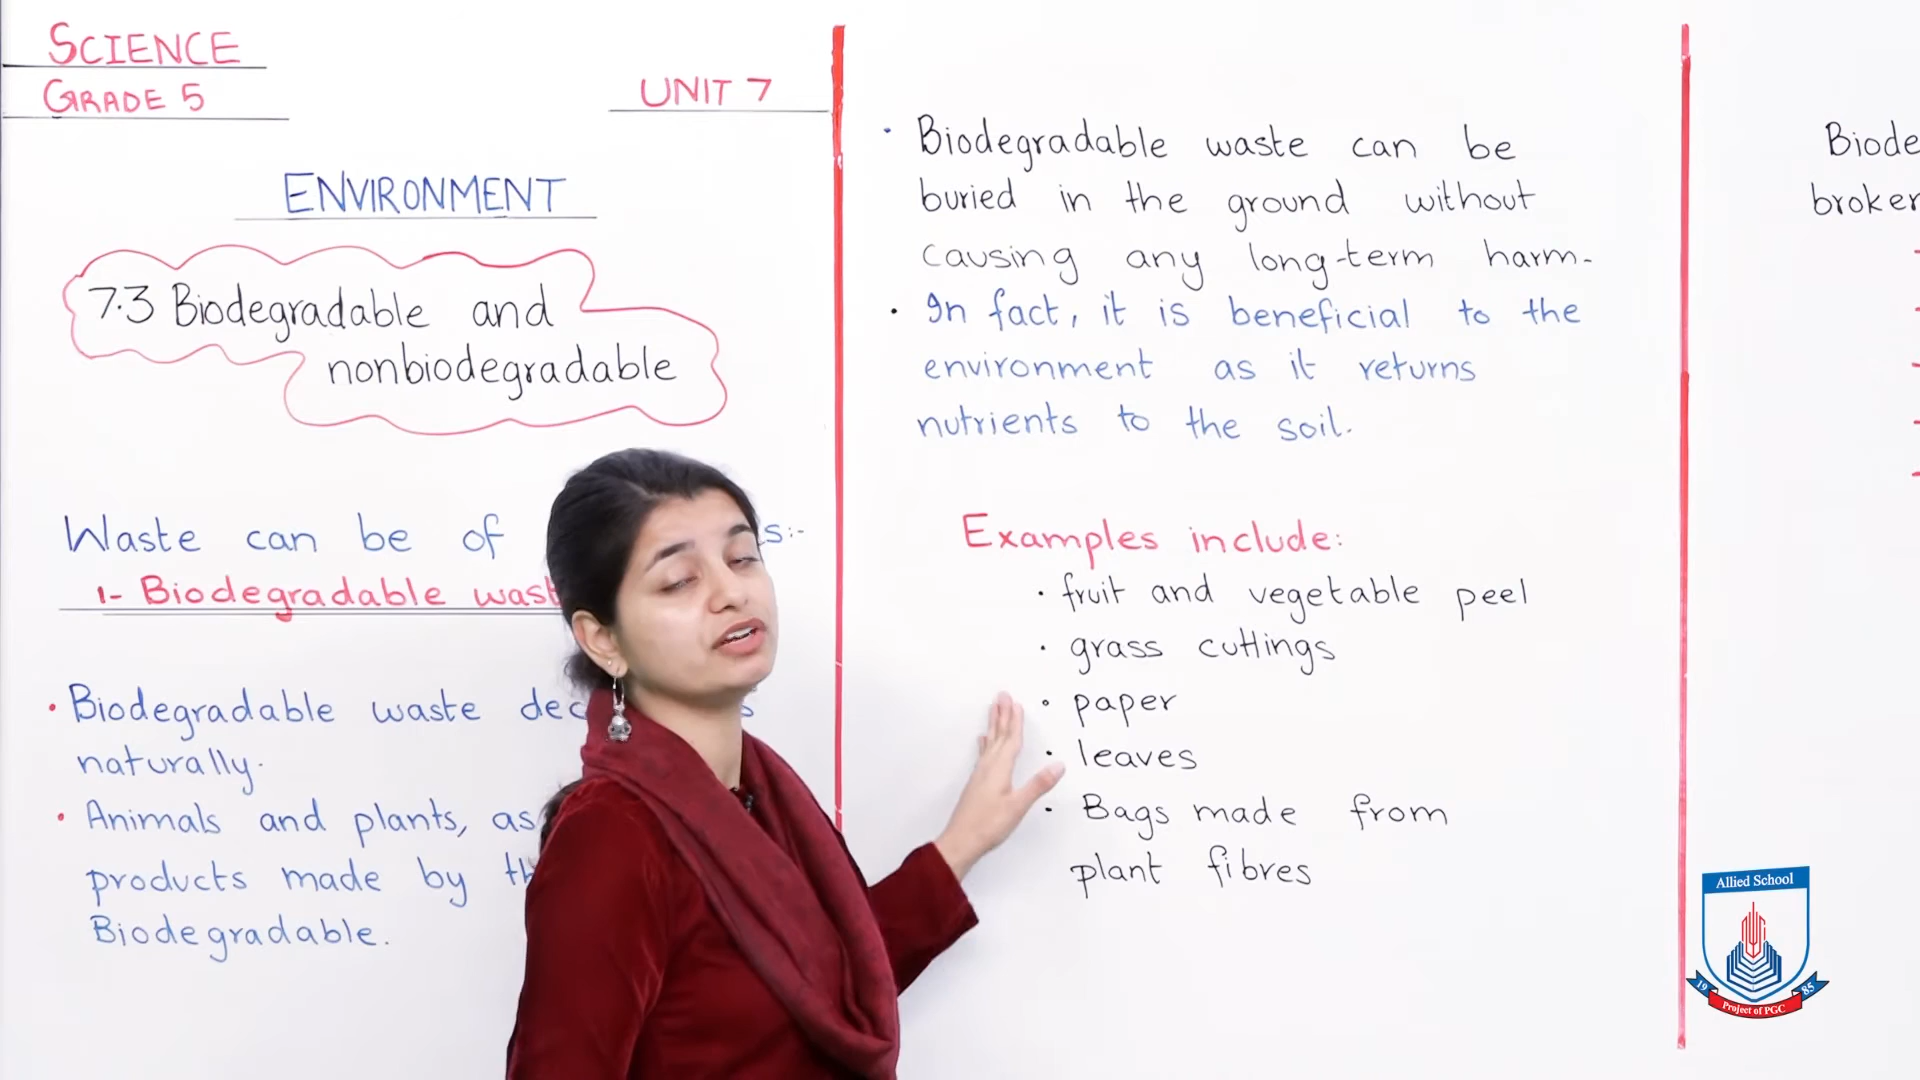 SCIENCE
GRADE 5
UNIT 7
ENVIRONMENT
7.3 Biodegradable and
nonbiodegradable
Waste can be of
1- Biodegradable
• Biodegradable waste
naturally.
• Animals and plants, as
products made by
Biodegradable.
• Biodegradable waste can be
buried in the ground without
causing any long-term harm.
• In fact, it is beneficial to the
environment as it returns
nutrients to the soil.
Examples include:
• fruit and vegetable peel
• grass cuttings
• paper
• leaves
• Bags made from
plant fibres
Allied School
19 85
Project of PGC